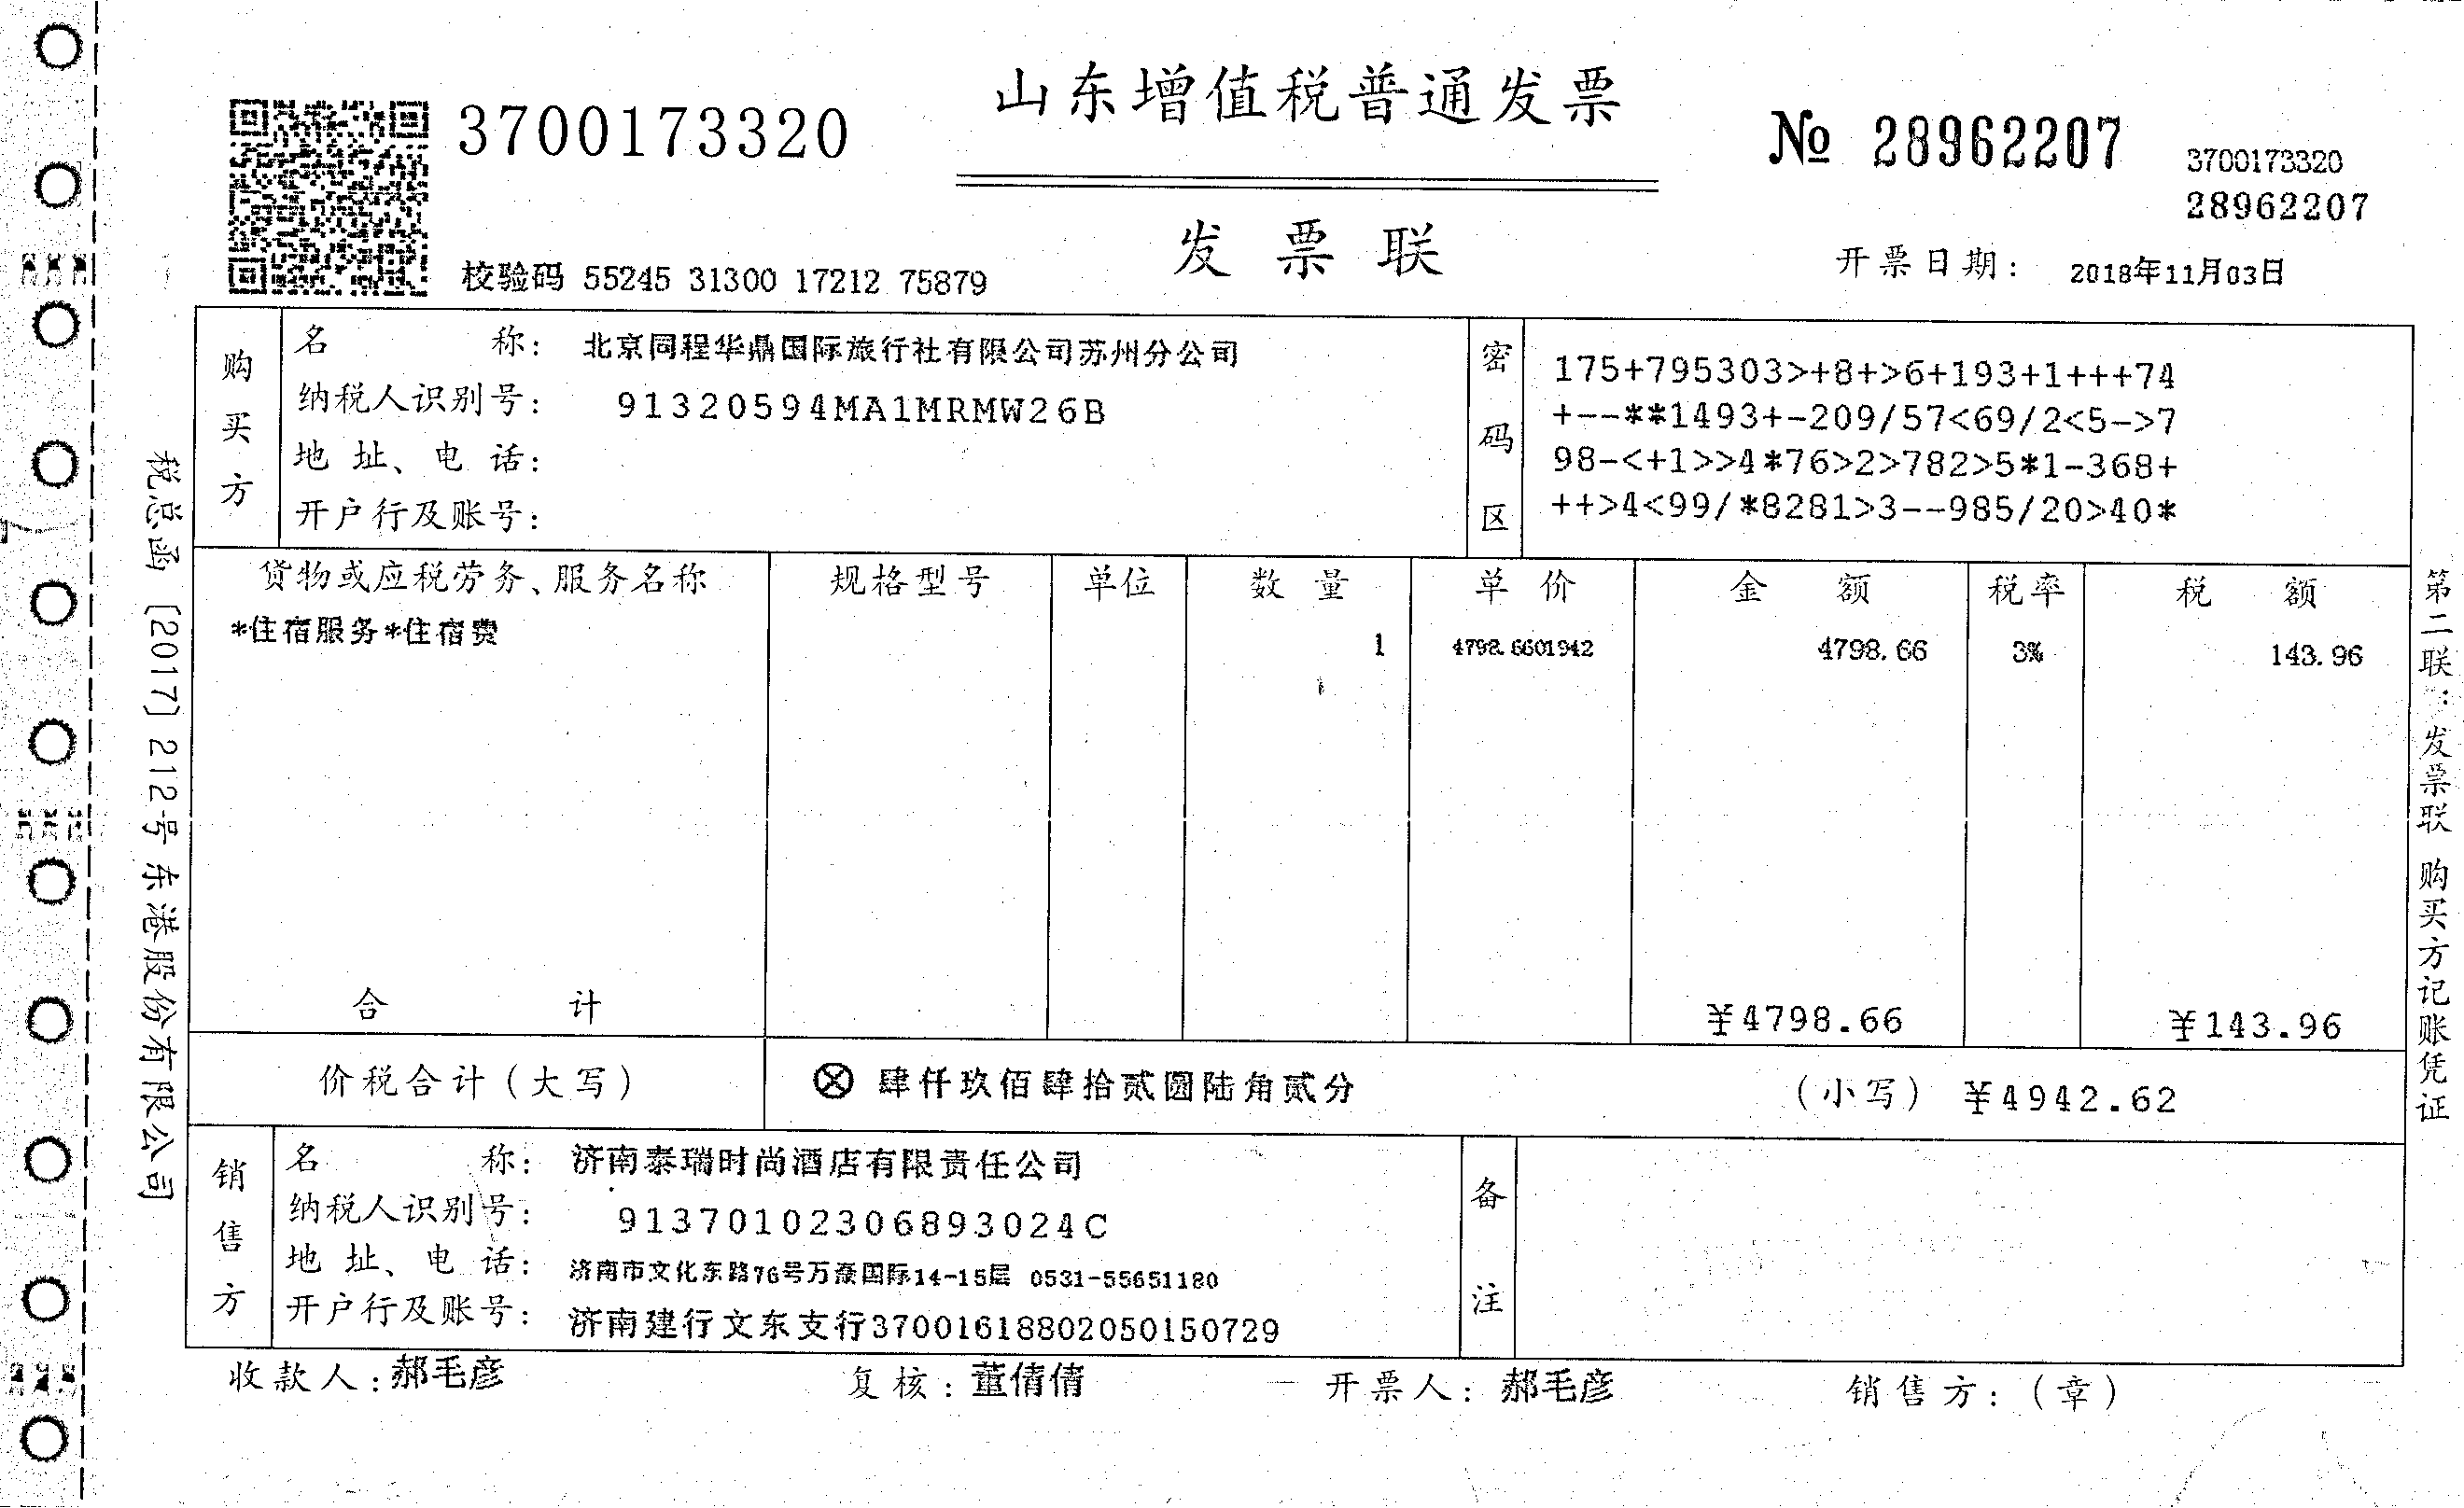 山东增值税普通发票
3700173320
№ 28962207
3700173320
28962207
发票联
校验码 55245 31300 17212 75879
开票日期: 2018年11月03日
购买方
名称: 北京同程华鼎国际旅行社有限公司苏州分公司
纳税人识别号: 91320594MA1MRMW26B
地址、电话:
开户行及账号:
密码区
175+795303>+8+>6+193+1+++74
+--**1493+-209/57<69/2<5->7
98-<+1>>4*76>2>782>5*1-368+
++>4<99/*8281>3--985/20>40*
货物或应税劳务、服务名称 规格型号 单位 数量 单价 金额 税率 税额
*住宿服务*住宿费 1 4798.6601942 4798.66 3% 143.96
合计 ¥4798.66 ¥143.96
价税合计(大写) ⊗肆仟玖佰肆拾贰圆陆角贰分 (小写) ¥4942.62
销售方
名称: 济南泰瑞时尚酒店有限责任公司
纳税人识别号: 91370102306893024C
地址、电话: 济南市文化东路76号万豪国际14-15层 0531-55651180
开户行及账号: 济南建行文东支行37001618802050150729
备注
收款人: 郝毛彦 复核: 董倩倩 开票人: 郝毛彦 销售方:(章)
税总函〔2017〕212号东港股份有限公司
第二联:发票联 购买方记账凭证